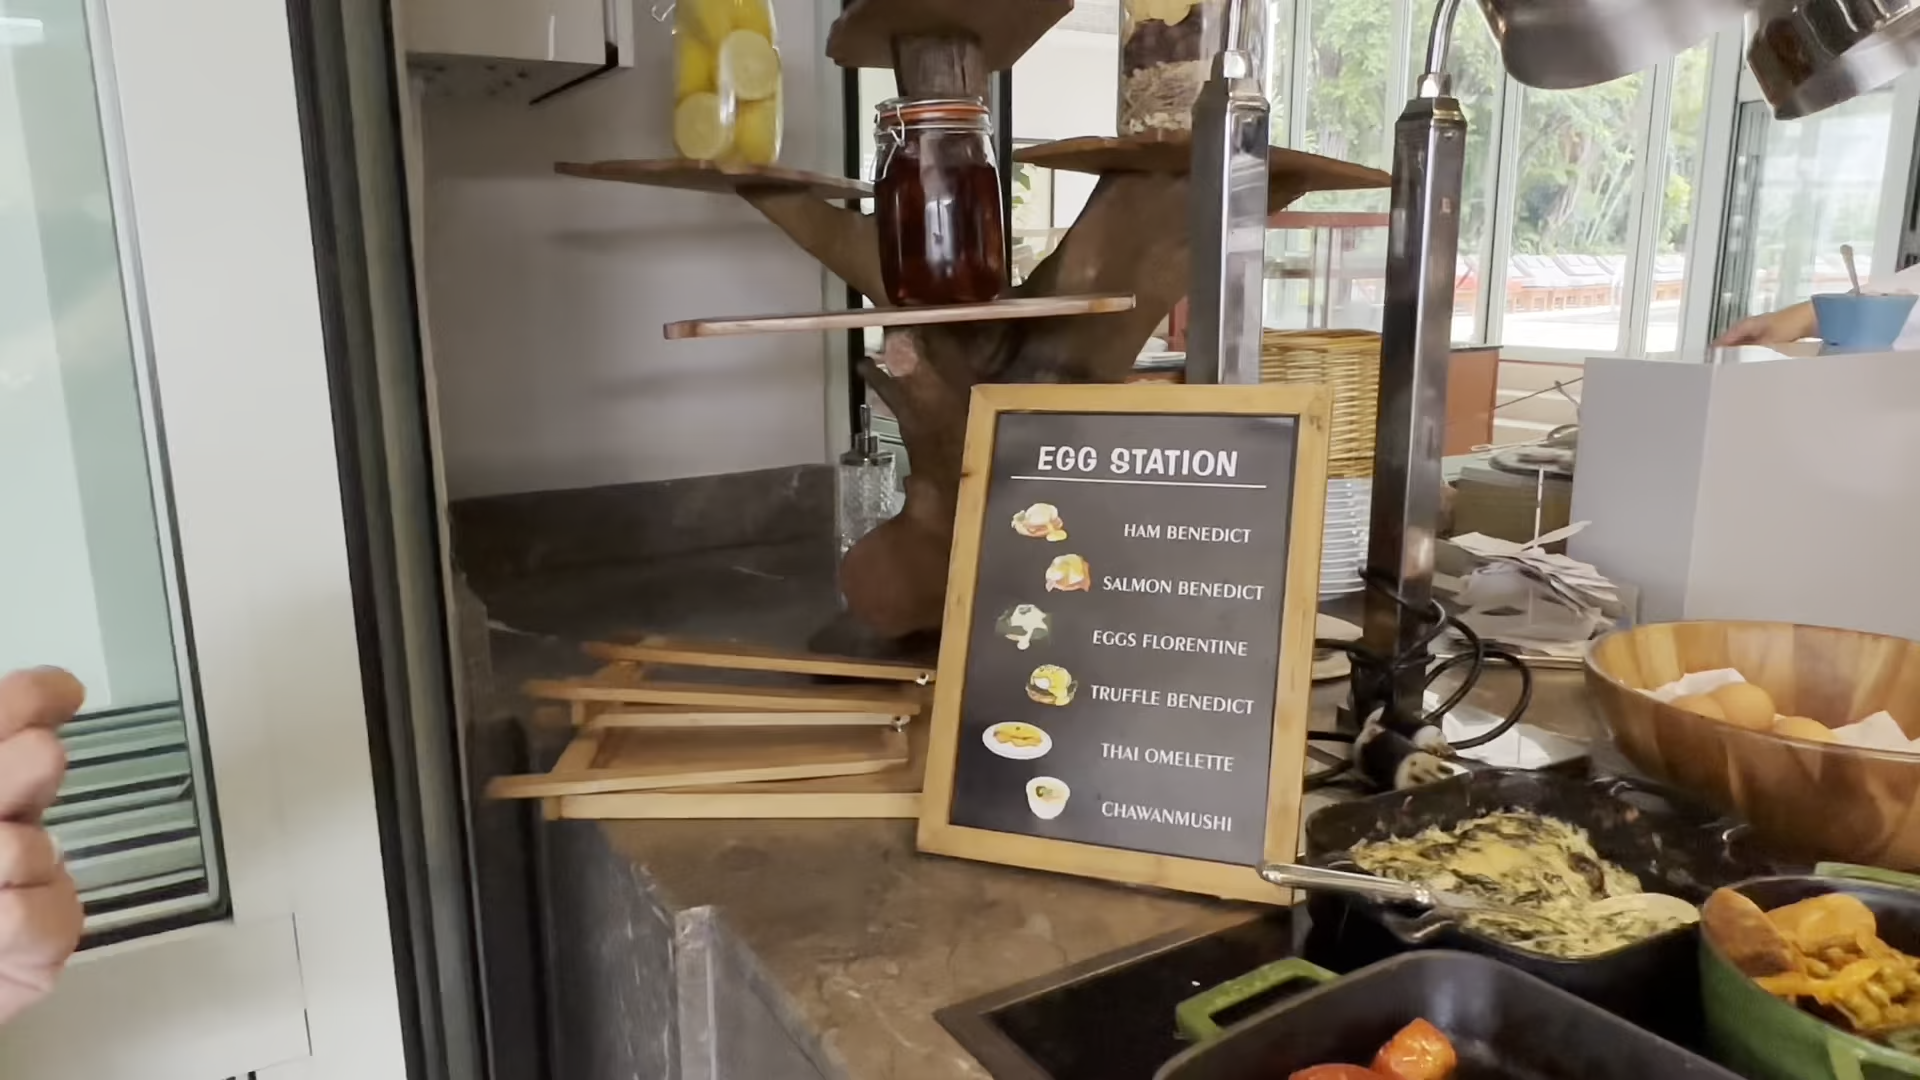 EGG STATION
HAM BENEDICT
SALMON BENEDICT
EGGS FLORENTINE
TRUFFLE BENEDICT
THAI OMELETTE
CHAWANMUSHI